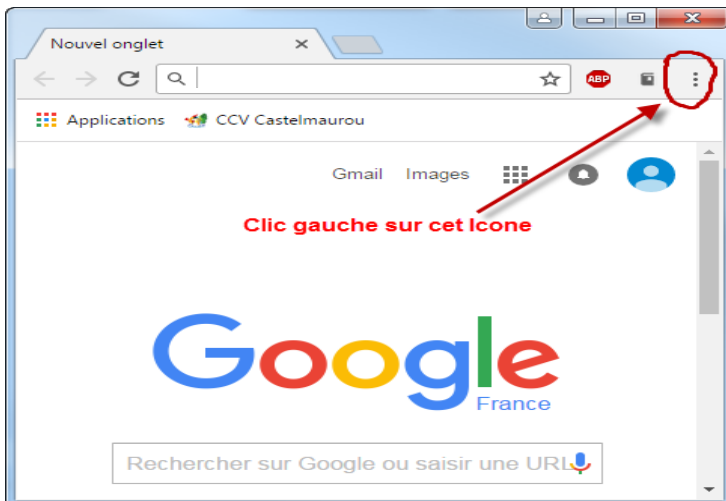 Nouvel onglet
ABP
Applications CCV Castelmaurou
Gmail Images
Clic gauche sur cet Icone
Google
France
Rechercher sur Google ou saisir une URL